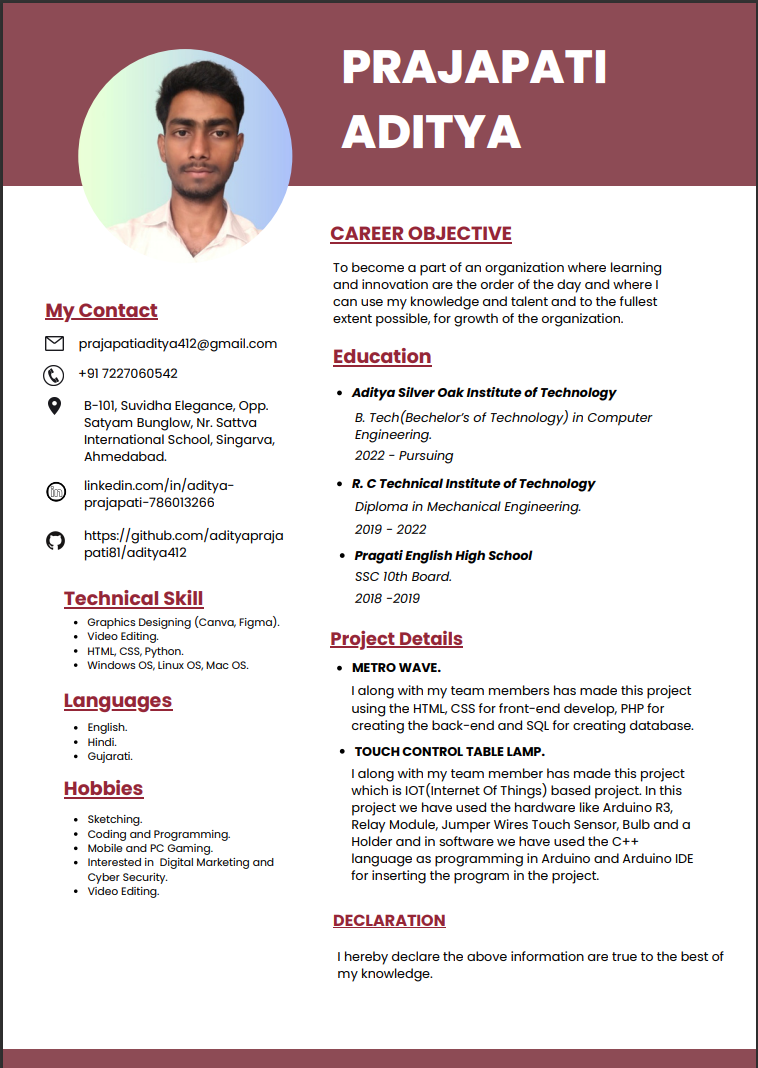 PRAJAPATI
ADITYA
My Contact
prajapatiaditya412@gmail.com
+91 7227060542
B-101, Suvidha Elegance, Opp.
Satyam Bunglow, Nr. Sattva
International School, Singarva,
Ahmedabad.
linkedin.com/in/aditya-
prajapati-786013266
https://github.com/adityapraja
pati81/aditya412
Technical Skill
• Graphics Designing (Canva, Figma).
• Video Editing.
• HTML, CSS, Python.
• Windows OS, Linux OS, Mac OS.
Languages
• English.
• Hindi.
• Gujarati.
Hobbies
• Sketching.
• Coding and Programming.
• Mobile and PC Gaming.
• Interested in Digital Marketing and
Cyber Security.
• Video Editing.
CAREER OBJECTIVE
To become a part of an organization where learning
and innovation are the order of the day and where I
can use my knowledge and talent and to the fullest
extent possible, for growth of the organization.
Education
• Aditya Silver Oak Institute of Technology
B. Tech(Bechelor's of Technology) in Computer
Engineering.
2022 - Pursuing
• R. C Technical Institute of Technology
Diploma in Mechanical Engineering.
2019 - 2022
• Pragati English High School
SSC 10th Board.
2018 -2019
Project Details
• METRO WAVE.
I along with my team members has made this project
using the HTML, CSS for front-end develop, PHP for
creating the back-end and SQL for creating database.
• TOUCH CONTROL TABLE LAMP.
I along with my team member has made this project
which is IOT(Internet Of Things) based project. In this
project we have used the hardware like Arduino R3,
Relay Module, Jumper Wires Touch Sensor, Bulb and a
Holder and in software we have used the C++
language as programming in Arduino and Arduino IDE
for inserting the program in the project.
DECLARATION
I hereby declare the above information are true to the best of
my knowledge.